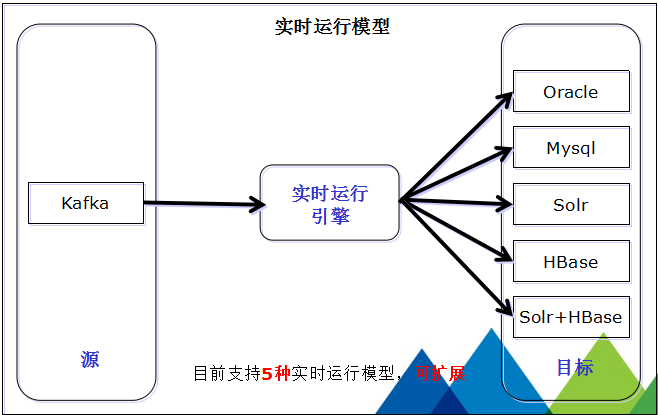 实时运行模型
Kafka
源
实时运行
引擎
Oracle
Mysql
Solr
HBase
Solr+HBase
目标
目前支持5种实时运行模型，可扩展